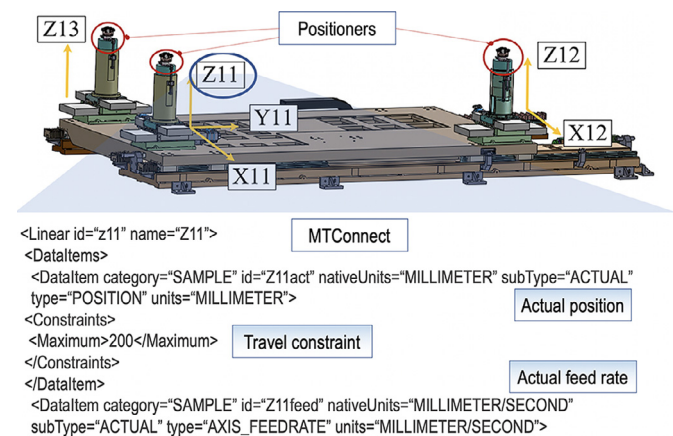 Positioners
Z13
Z11
Z12
Y11
X12
X11
<Linear id=“z11” name=“Z11”>
MTConnect
<DataItems>
<DataItem category=“SAMPLE” id=“Z11act” nativeUnits=“MILLIMETER” subType=“ACTUAL”
type=“POSITION” units=“MILLIMETER”>
Actual position
<Constraints>
<Maximum>200</Maximum>
Travel constraint
</Constraints>
</DataItem>
Actual feed rate
<DataItem category=“SAMPLE” id=“Z11feed” nativeUnits=“MILLIMETER/SECOND”
subType=“ACTUAL” type=“AXIS_FEEDRATE” units=“MILLIMETER/SECOND”>